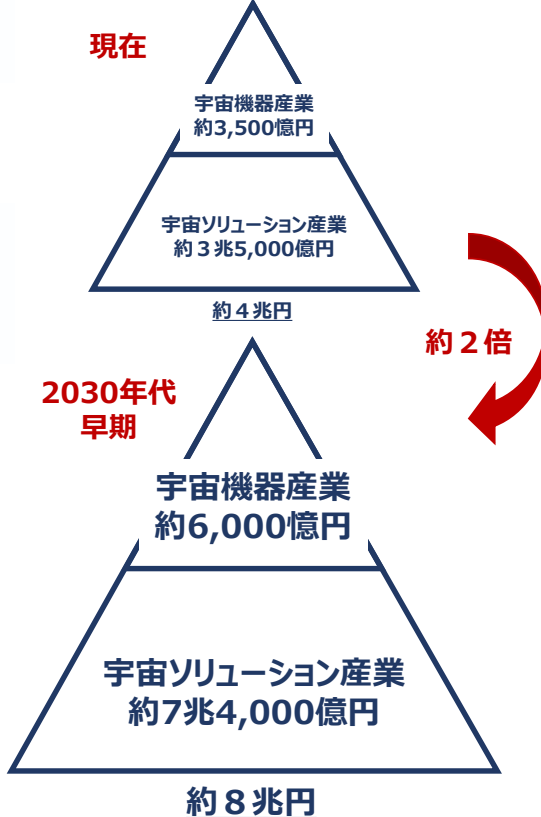 現在
宇宙機器産業
約3,500憶円
宇宙ソリューション産業
約３兆5,000億円
約４兆円
約２倍
2030年代
早期
宇宙機器産業
約6,000憶円
宇宙ソリューション産業
約7兆4,000億円
約８兆円